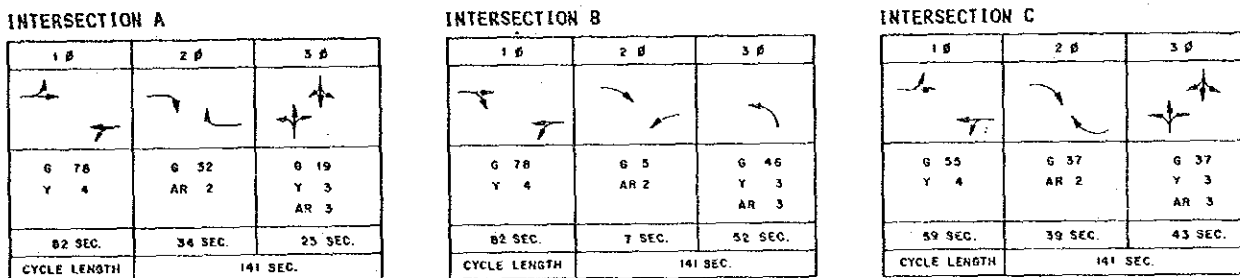 INTERSECTION A
1 Ø 2 Ø 3 Ø
G 78 G 32 G 19
Y 4 AR 2 Y 3
AR 3
82 SEC. 34 SEC. 25 SEC.
CYCLE LENGTH 141 SEC.
INTERSECTION B
1 Ø 2 Ø 3 Ø
G 78 G 5 G 46
Y 4 AR 2 Y 3
AR 3
82 SEC. 7 SEC. 52 SEC.
CYCLE LENGTH 141 SEC.
INTERSECTION C
1 Ø 2 Ø 3 Ø
G 55 G 37 G 37
Y 4 AR 2 Y 3
AR 3
59 SEC. 39 SEC. 43 SEC.
CYCLE LENGTH 141 SEC.